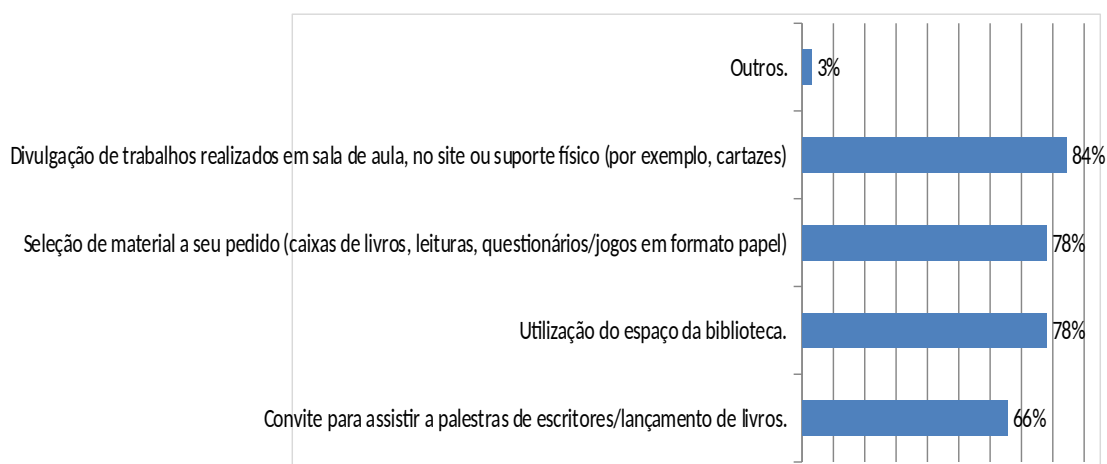 Outros. 3%
Divulgação de trabalhos realizados em sala de aula, no site ou suporte físico (por exemplo, cartazes) 84%
Seleção de material a seu pedido (caixas de livros, leituras, questionários/jogos em formato papel) 78%
Utilização do espaço da biblioteca. 78%
Convite para assistir a palestras de escritores/lançamento de livros. 66%